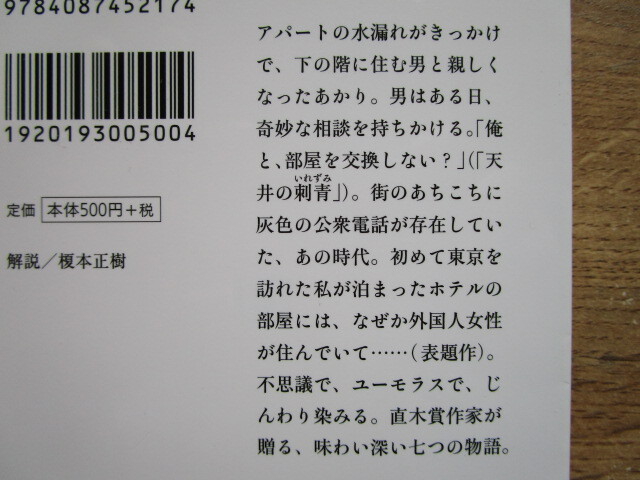 9784087452174
1920193005004
定価 本体500円+税
解説／榎本正樹
アパートの水漏れがきっかけ
で、下の階に住む男と親しく
なったあかり。男はある日、
奇妙な相談を持ちかける。「俺
と、部屋を交換しない？」(「天
いれずみ
井の刺青」)。街のあちこちに
灰色の公衆電話が存在してい
た、あの時代。初めて東京を
訪れた私が泊まったホテルの
部屋には、なぜか外国人女性
が住んでいて……(表題作)。
不思議で、ユーモラスで、じ
んわり染みる。直木賞作家が
贈る、味わい深い七つの物語。